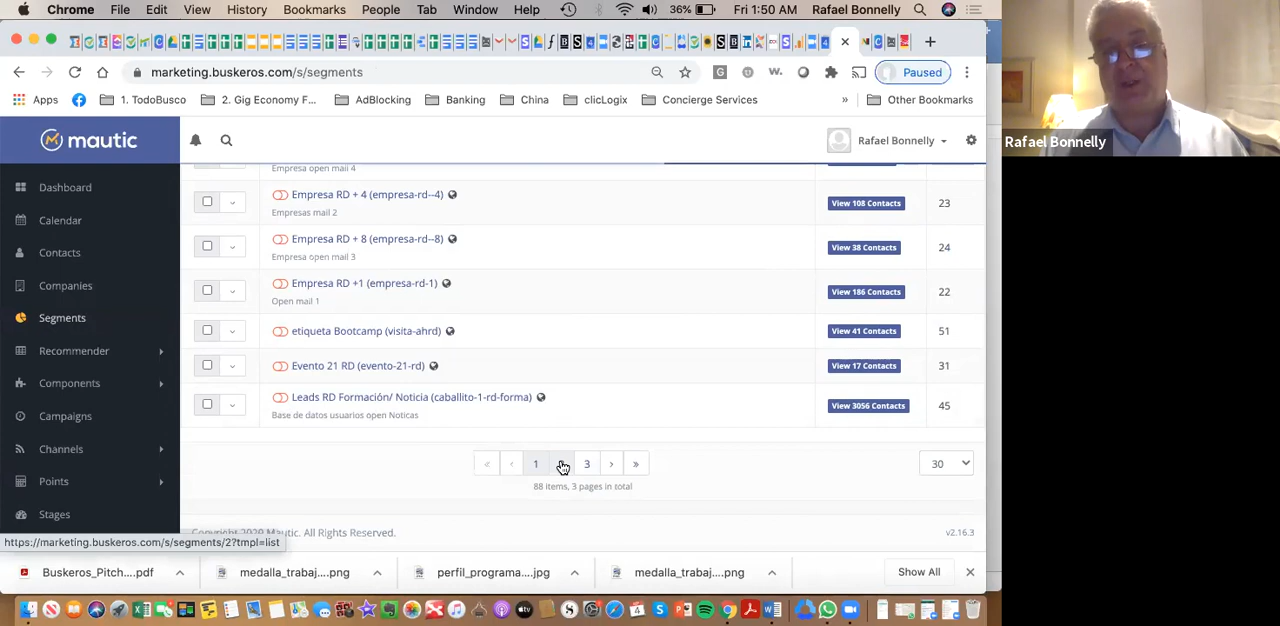 Chrome File Edit View History Bookmarks People Tab Window Help 36% Fri 1:50 AM Rafael Bonnelly
marketing.buskeros.com/s/segments Paused
Apps 1. TodoBusco 2. Gig Economy F... AdBlocking Banking China clicLogix Concierge Services » Other Bookmarks
mautic Rafael Bonnelly
Rafael Bonnelly
Empresa open mail 4
Dashboard
Empresa RD + 4 (empresa-rd--4) View 108 Contacts 23
Empresas mail 2
Calendar
Empresa RD + 8 (empresa-rd--8) View 38 Contacts 24
Contacts
Empresa open mail 3
Companies
Empresa RD +1 (empresa-rd-1) View 186 Contacts 22
Open mail 1
Segments
etiqueta Bootcamp (visita-ahrd) View 41 Contacts 51
Recommender
Evento 21 RD (evento-21-rd) View 17 Contacts 31
Components
Leads RD Formación/ Noticia (caballito-1-rd-forma) View 3056 Contacts 45
Base de datos usuarios open Noticas
Campaigns
Channels
« ‹ 1 3 › » 30
88 items, 3 pages in total
Points
Stages
Copyright 2020 Mautic. All Rights Reserved. v2.16.3
https://marketing.buskeros.com/s/segments/2?tmpl=list
Buskeros_Pitch....pdf medalla_trabaj....png perfil_programa....jpg medalla_trabaj....png Show All